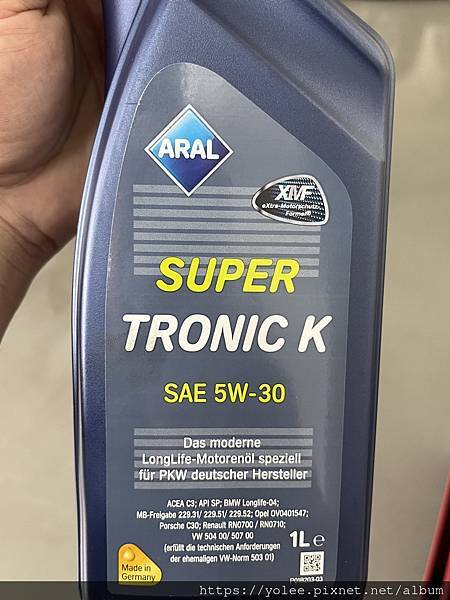 ARAL
XMF
eXtra-Motorschutz-
Formel
SUPER
TRONIC K
SAE 5W-30
Das moderne
LongLife-Motorenöl speziell
für PKW deutscher Hersteller
ACEA C3; API SP; BMW Longlife-04;
MB-Freigabe 229.31/ 229.51/ 229.52; Opel OV0401547;
Porsche C30; Renault RN0700 / RN0710;
VW 504 00/ 507 00
(erfüllt die technischen Anforderungen
der ehemaligen VW-Norm 503 01)
1L e
Made in
Germany
https://yolee.pixnet.net/album